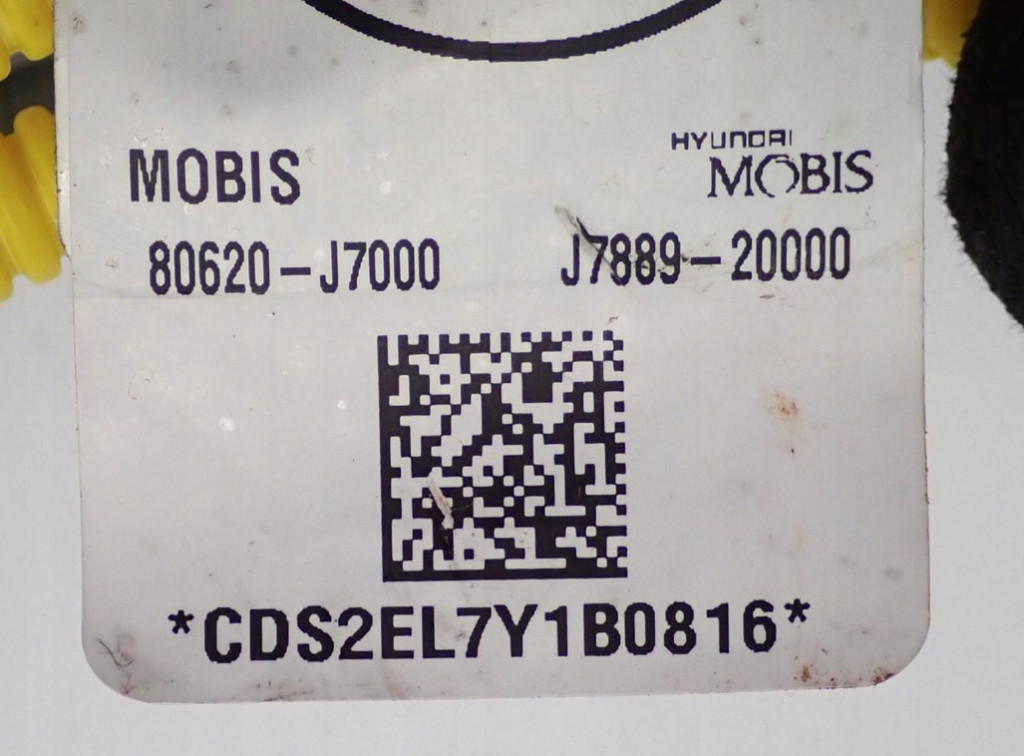 HYUNDAI
MOBIS MOBIS
80620-J7000 J7889-20000
*CDS2EL7Y1B0816*